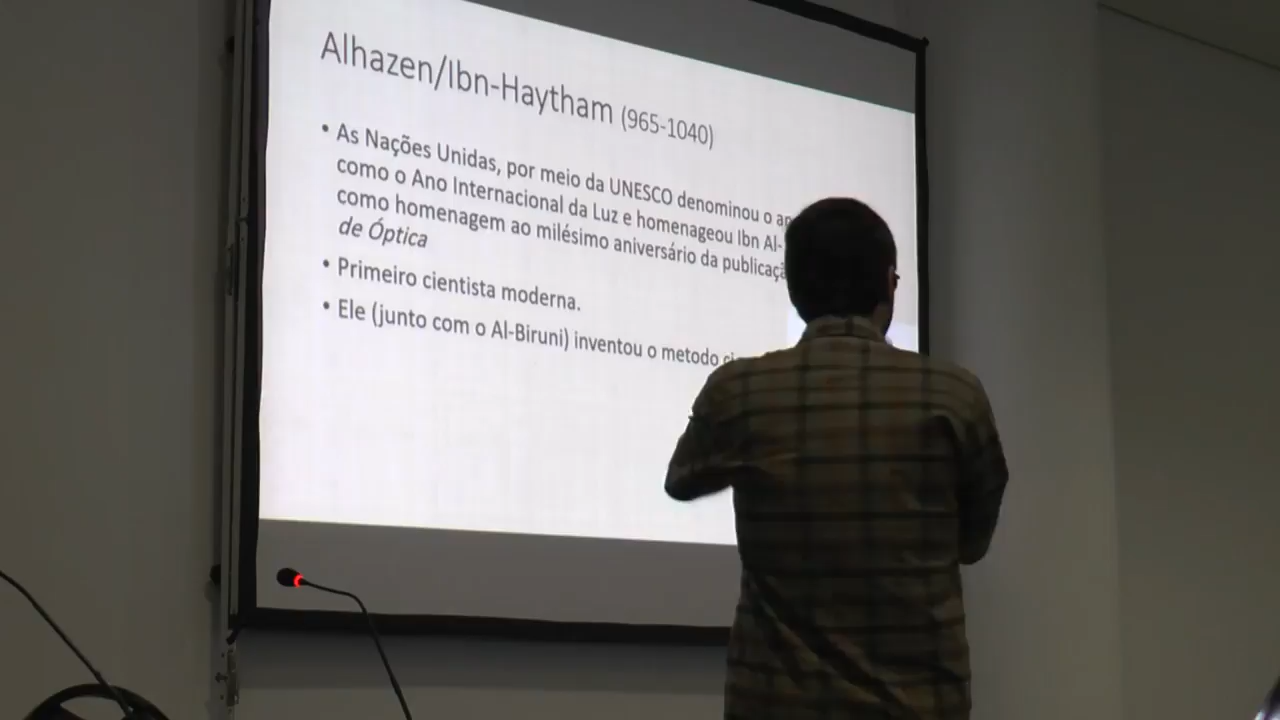 Alhazen/Ibn-Haytham (965-1040)
• As Nações Unidas, por meio da UNESCO denominou o
como o Ano Internacional da Luz e homenageou Ibn Al-
como homenagem ao milésimo aniversário da
de Óptica
• Primeiro cientista moderna.
• Ele (junto com o Al-Biruni) inventou o metodo